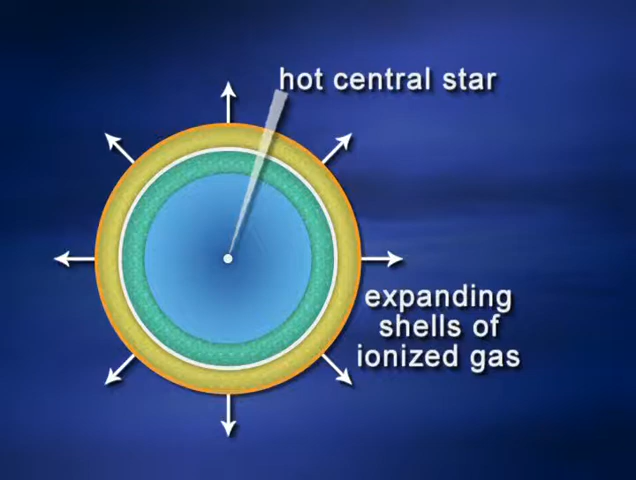 hot central star
expanding
shells of
ionized gas